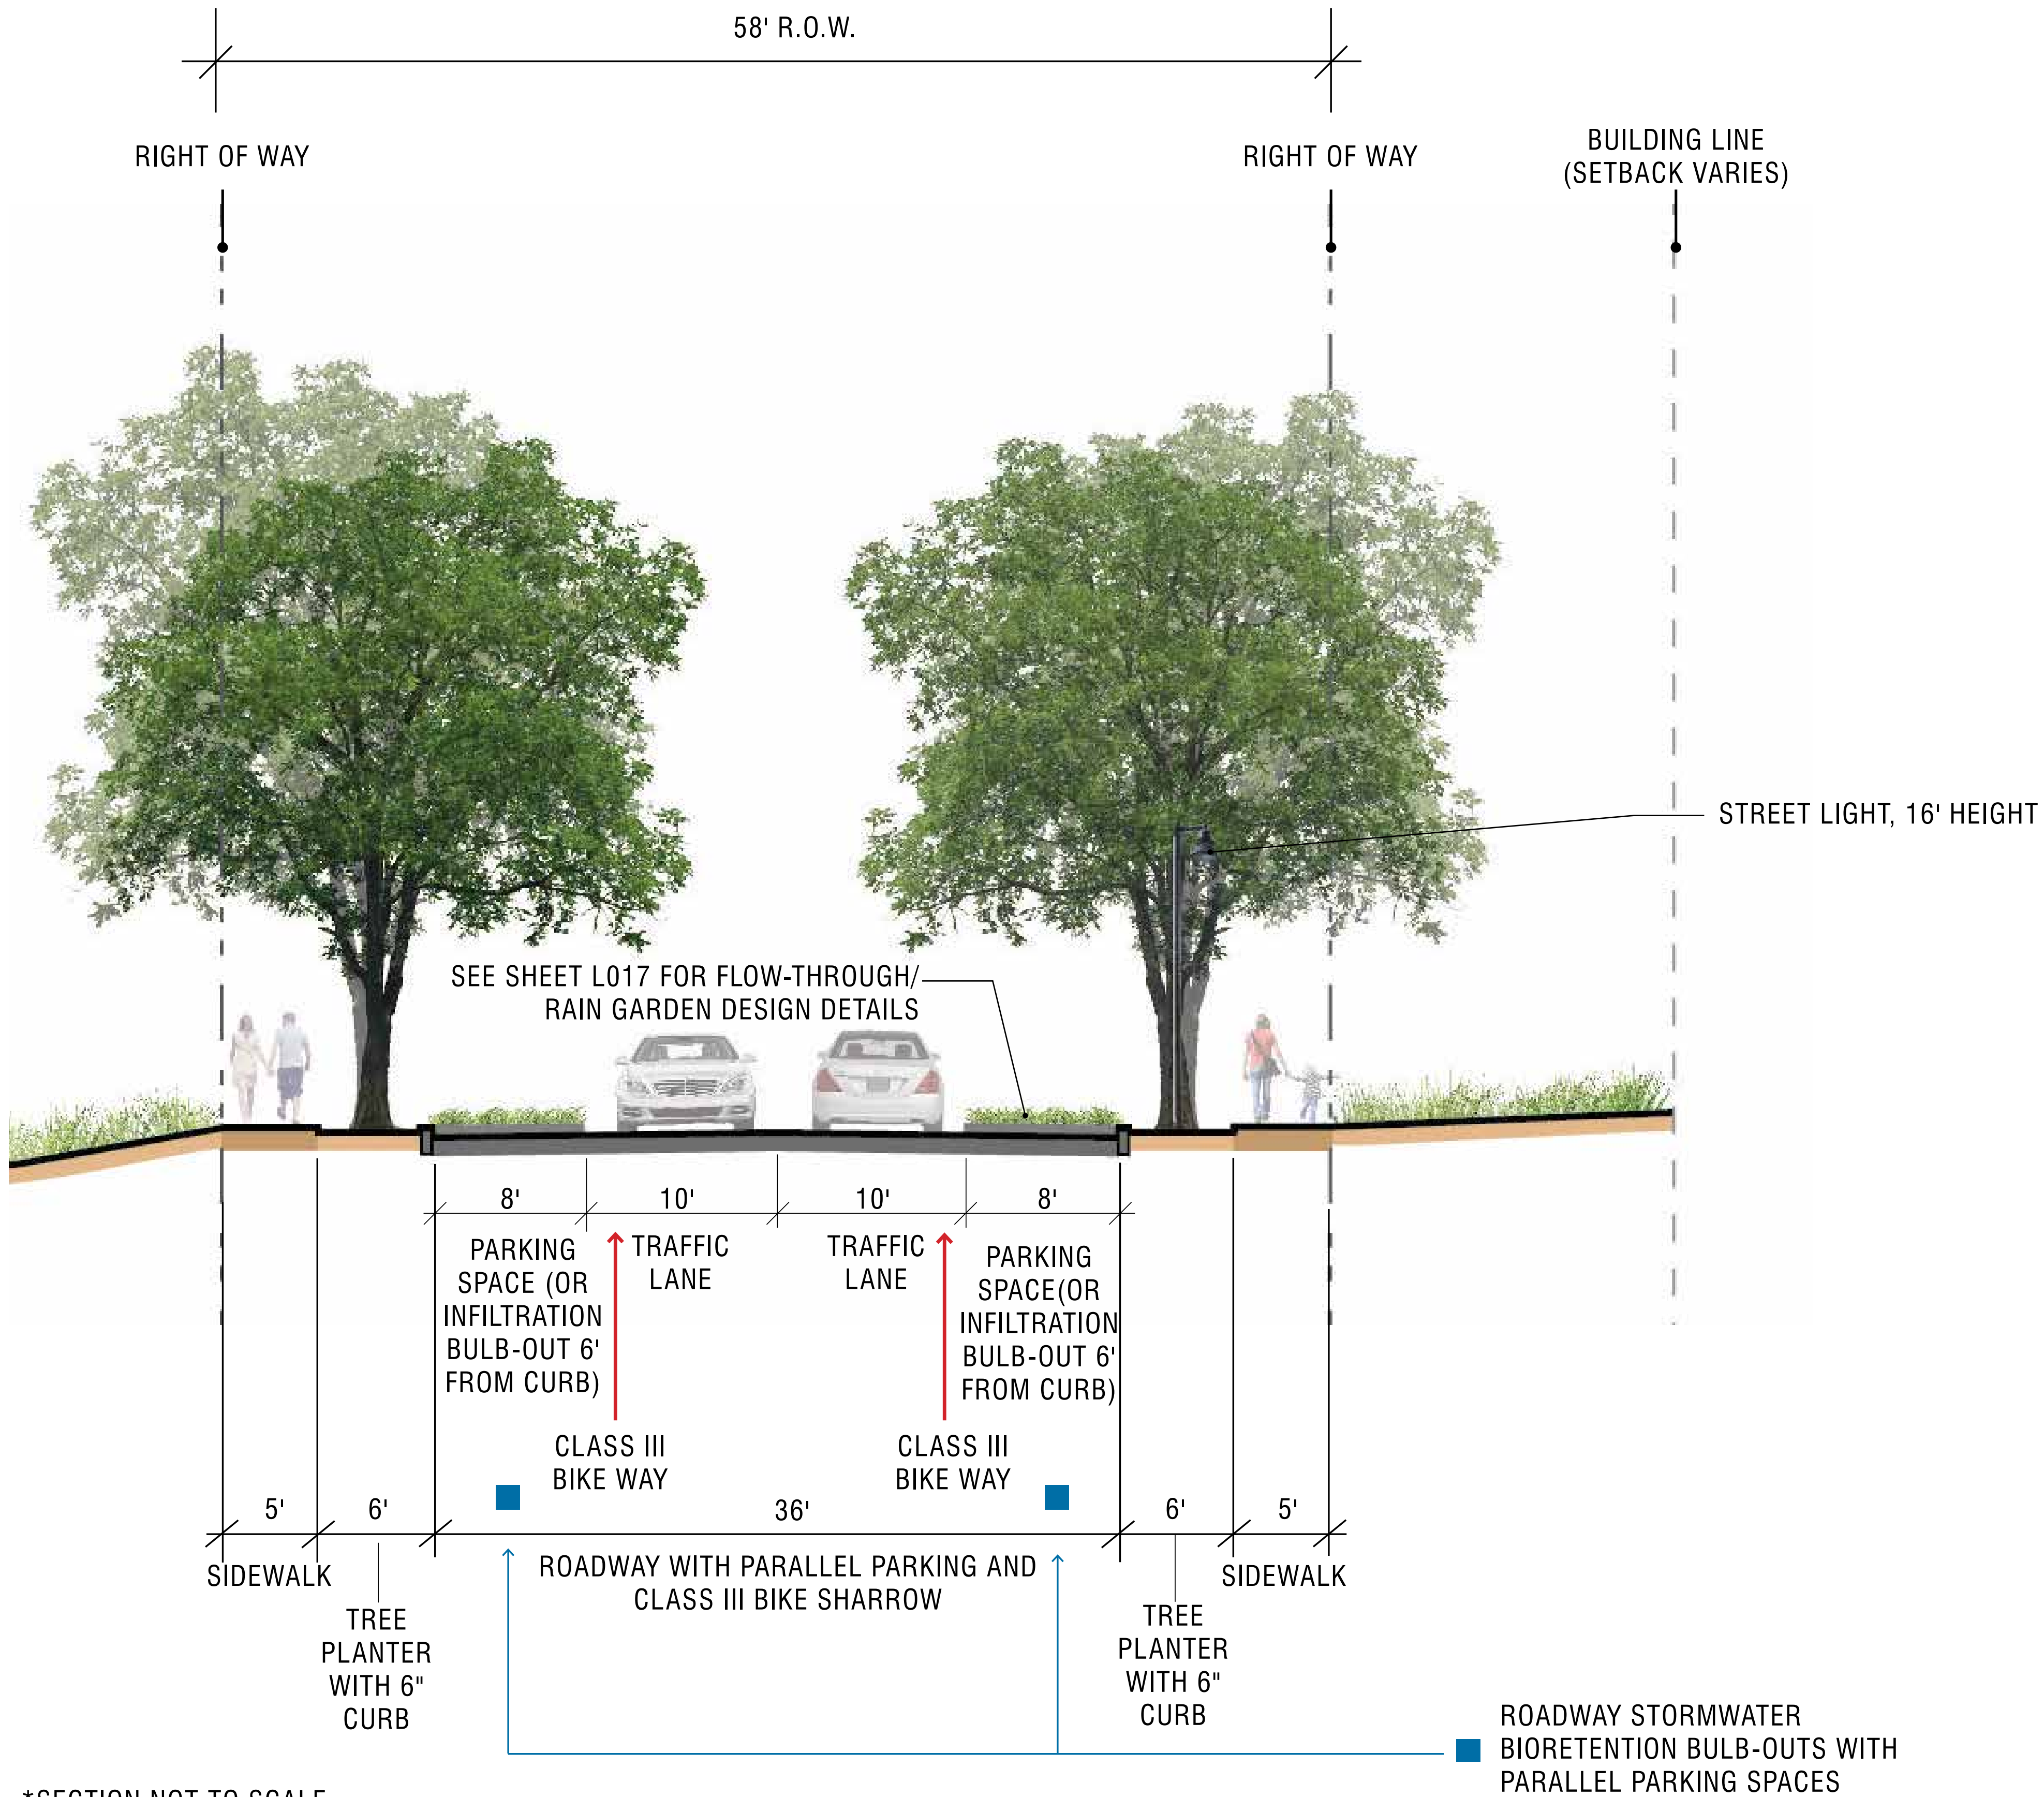 58' R.O.W.
RIGHT OF WAY
RIGHT OF WAY
BUILDING LINE
(SETBACK VARIES)
STREET LIGHT, 16' HEIGHT
SEE SHEET L017 FOR FLOW-THROUGH/
RAIN GARDEN DESIGN DETAILS
8'
10'
10'
8'
PARKING
SPACE (OR
INFILTRATION
BULB-OUT 6'
FROM CURB)
TRAFFIC
LANE
TRAFFIC
LANE
PARKING
SPACE(OR
INFILTRATION
BULB-OUT 6'
FROM CURB)
CLASS III
BIKE WAY
CLASS III
BIKE WAY
5'
6'
36'
6'
5'
SIDEWALK
ROADWAY WITH PARALLEL PARKING AND
CLASS III BIKE SHARROW
SIDEWALK
TREE
PLANTER
WITH 6"
CURB
TREE
PLANTER
WITH 6"
CURB
ROADWAY STORMWATER
BIORETENTION BULB-OUTS WITH
PARALLEL PARKING SPACES
*SECTION NOT TO SCALE